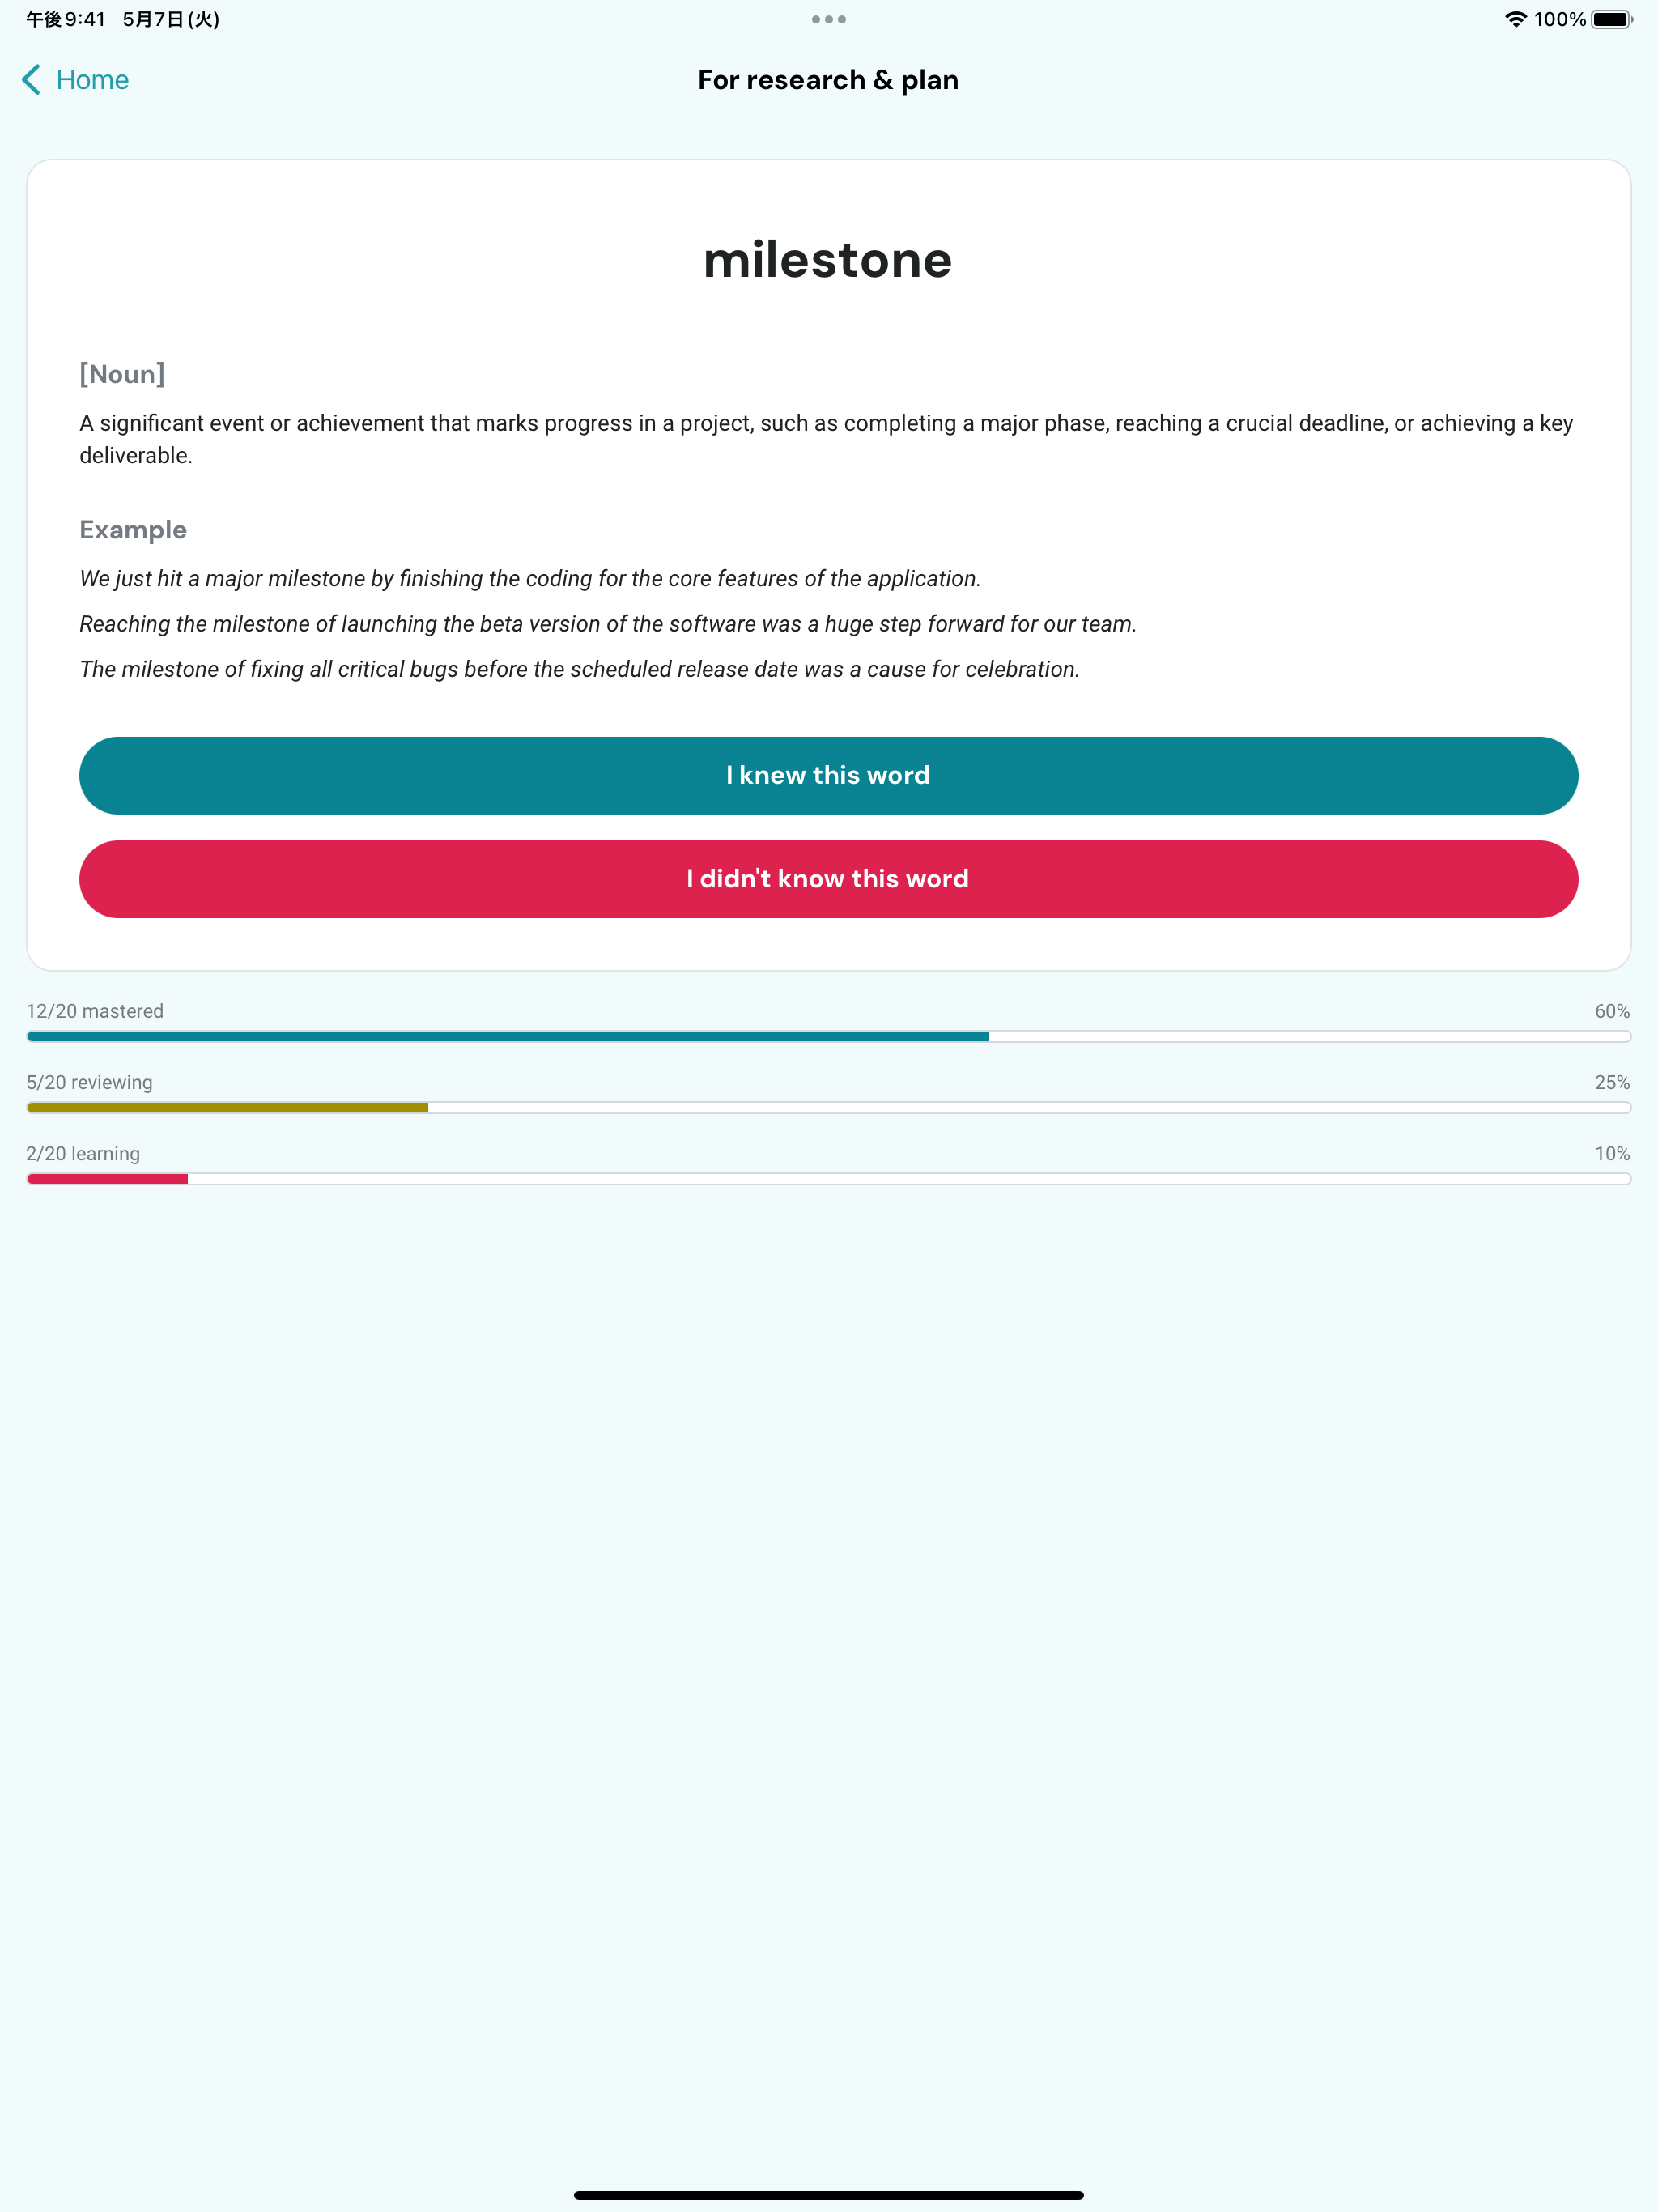 午後9:41 5月7日(火)
100%
Home
For research & plan
milestone
[Noun]
A significant event or achievement that marks progress in a project, such as completing a major phase, reaching a crucial deadline, or achieving a key
deliverable.
Example
We just hit a major milestone by finishing the coding for the core features of the application.
Reaching the milestone of launching the beta version of the software was a huge step forward for our team.
The milestone of fixing all critical bugs before the scheduled release date was a cause for celebration.
I knew this word
I didn't know this word
12/20 mastered 60%
5/20 reviewing 25%
2/20 learning 10%